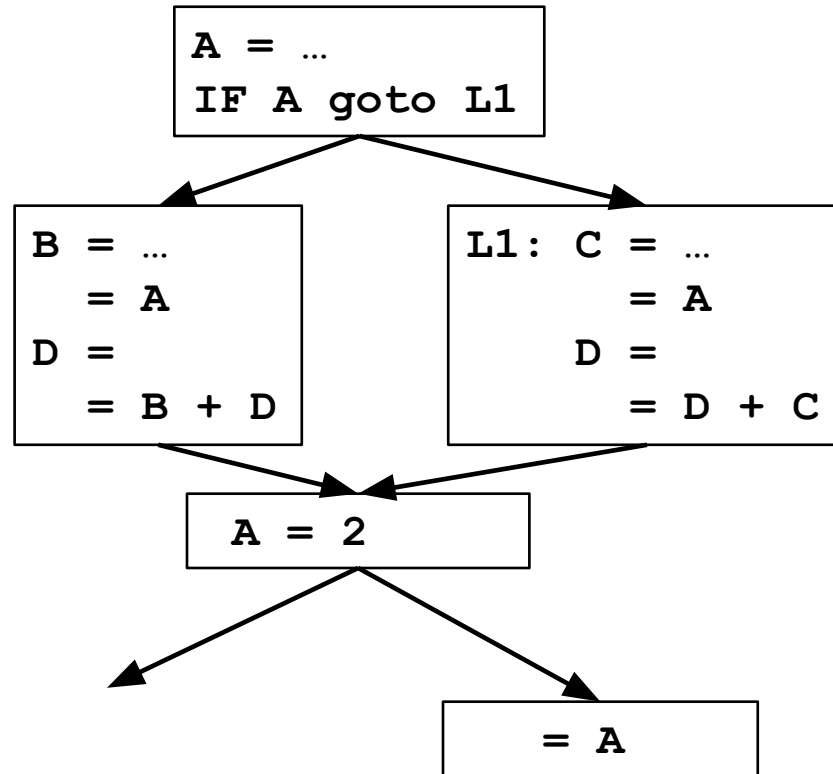 A = …
IF A goto L1
B = …
= A
D =
= B + D
L1: C = …
= A
D =
= D + C
A = 2
= A